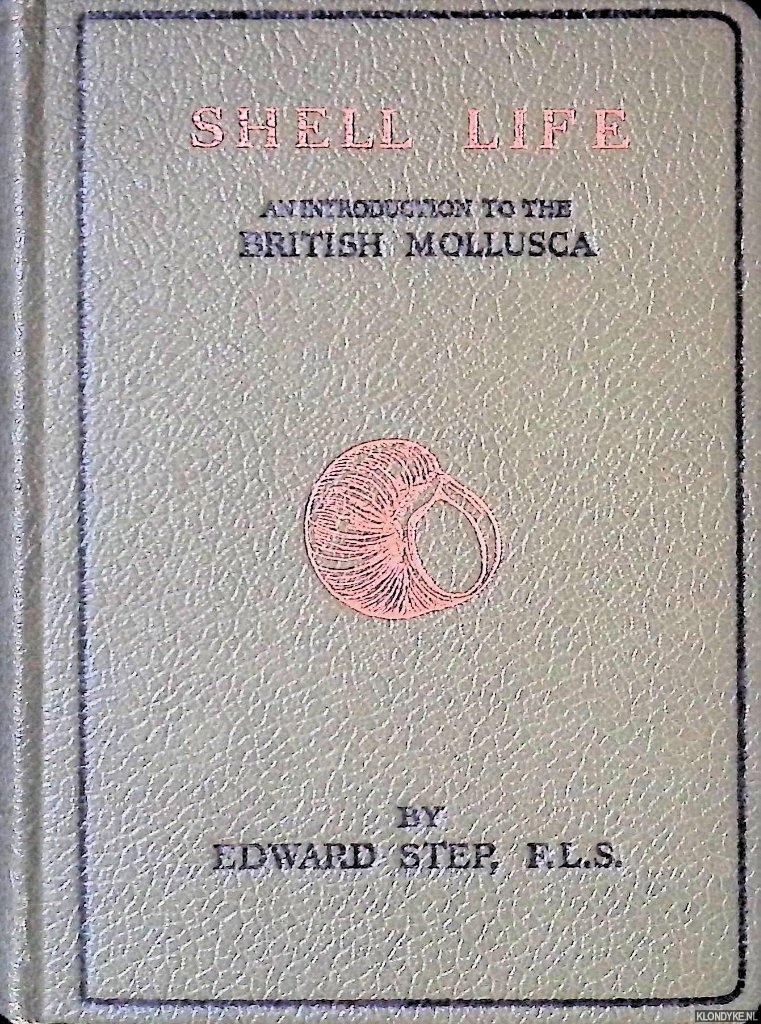 SHELL LIFE
AN INTRODUCTION TO THE
BRITISH MOLLUSCA
BY
EDWARD STEP, F.L.S.
KLONDYKE.NL